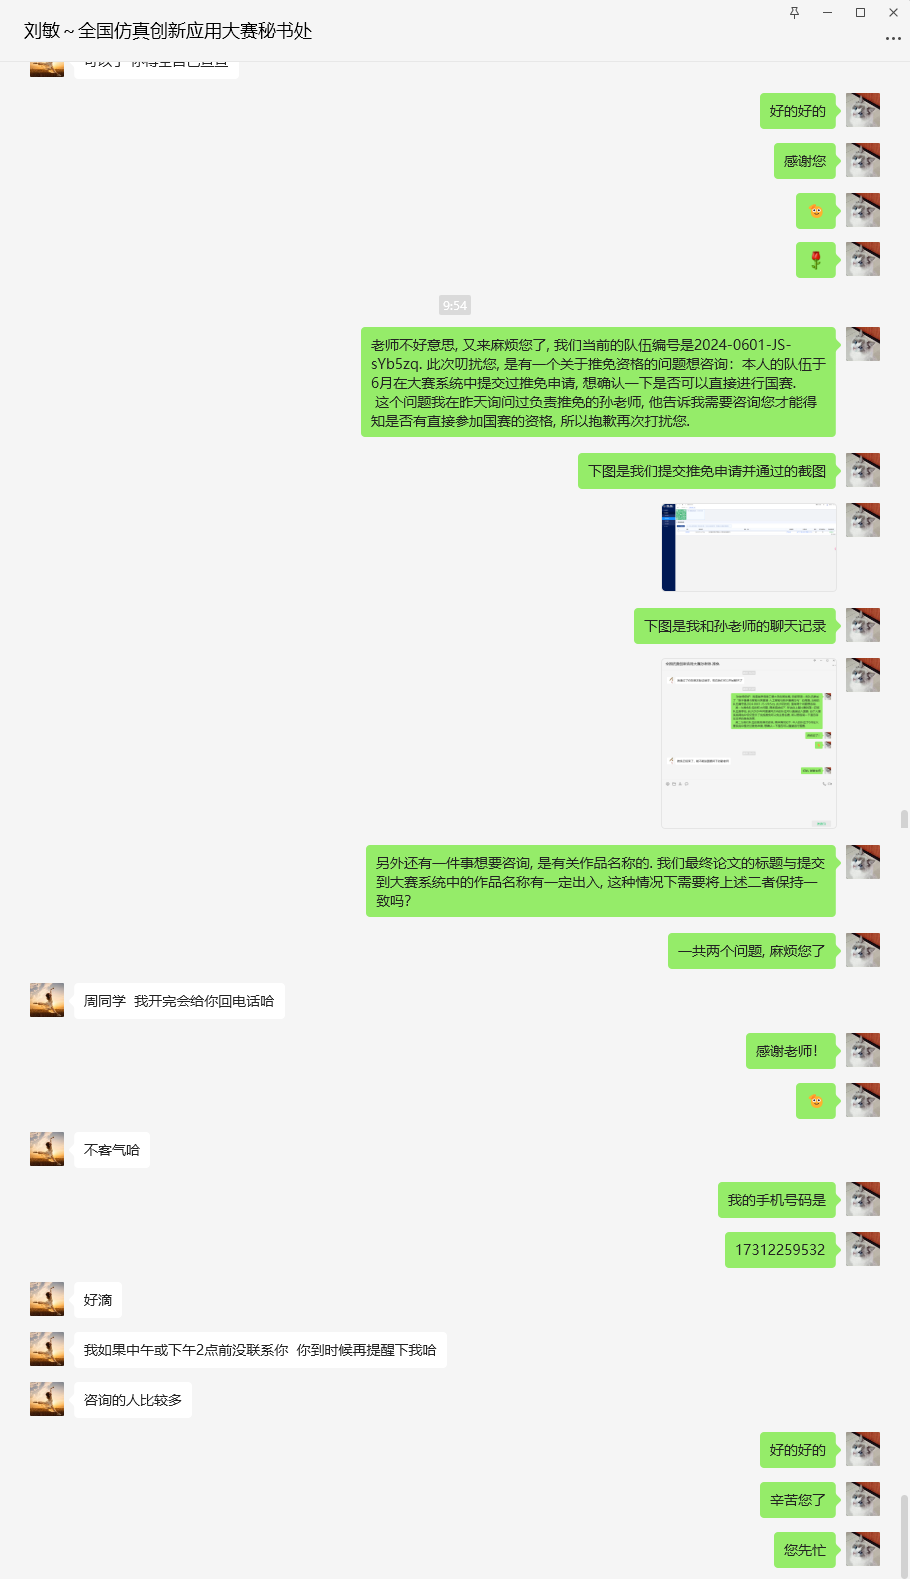 刘敏～全国仿真创新应用大赛秘书处
好的好的
感谢您
9:54
老师不好意思, 又来麻烦您了, 我们当前的队伍编号是2024-0601-JS-
sYb5zq. 此次叨扰您, 是有一个关于推免资格的问题想咨询：本人的队伍于
6月在大赛系统中提交过推免申请, 想确认一下是否可以直接进行国赛.
这个问题我在昨天询问过负责推免的孙老师, 他告诉我需要咨询您才能得
知是否有直接参加国赛的资格, 所以抱歉再次打扰您.
下图是我们提交推免申请并通过的截图
下图是我和孙老师的聊天记录
另外还有一件事想要咨询, 是有关作品名称的. 我们最终论文的标题与提交
到大赛系统中的作品名称有一定出入, 这种情况下需要将上述二者保持一
致吗?
一共两个问题, 麻烦您了
周同学 我开完会给你回电话哈
感谢老师!
不客气哈
我的手机号码是
17312259532
好滴
我如果中午或下午2点前没联系你 你到时候再提醒下我哈
咨询的人比较多
好的好的
辛苦您了
您先忙